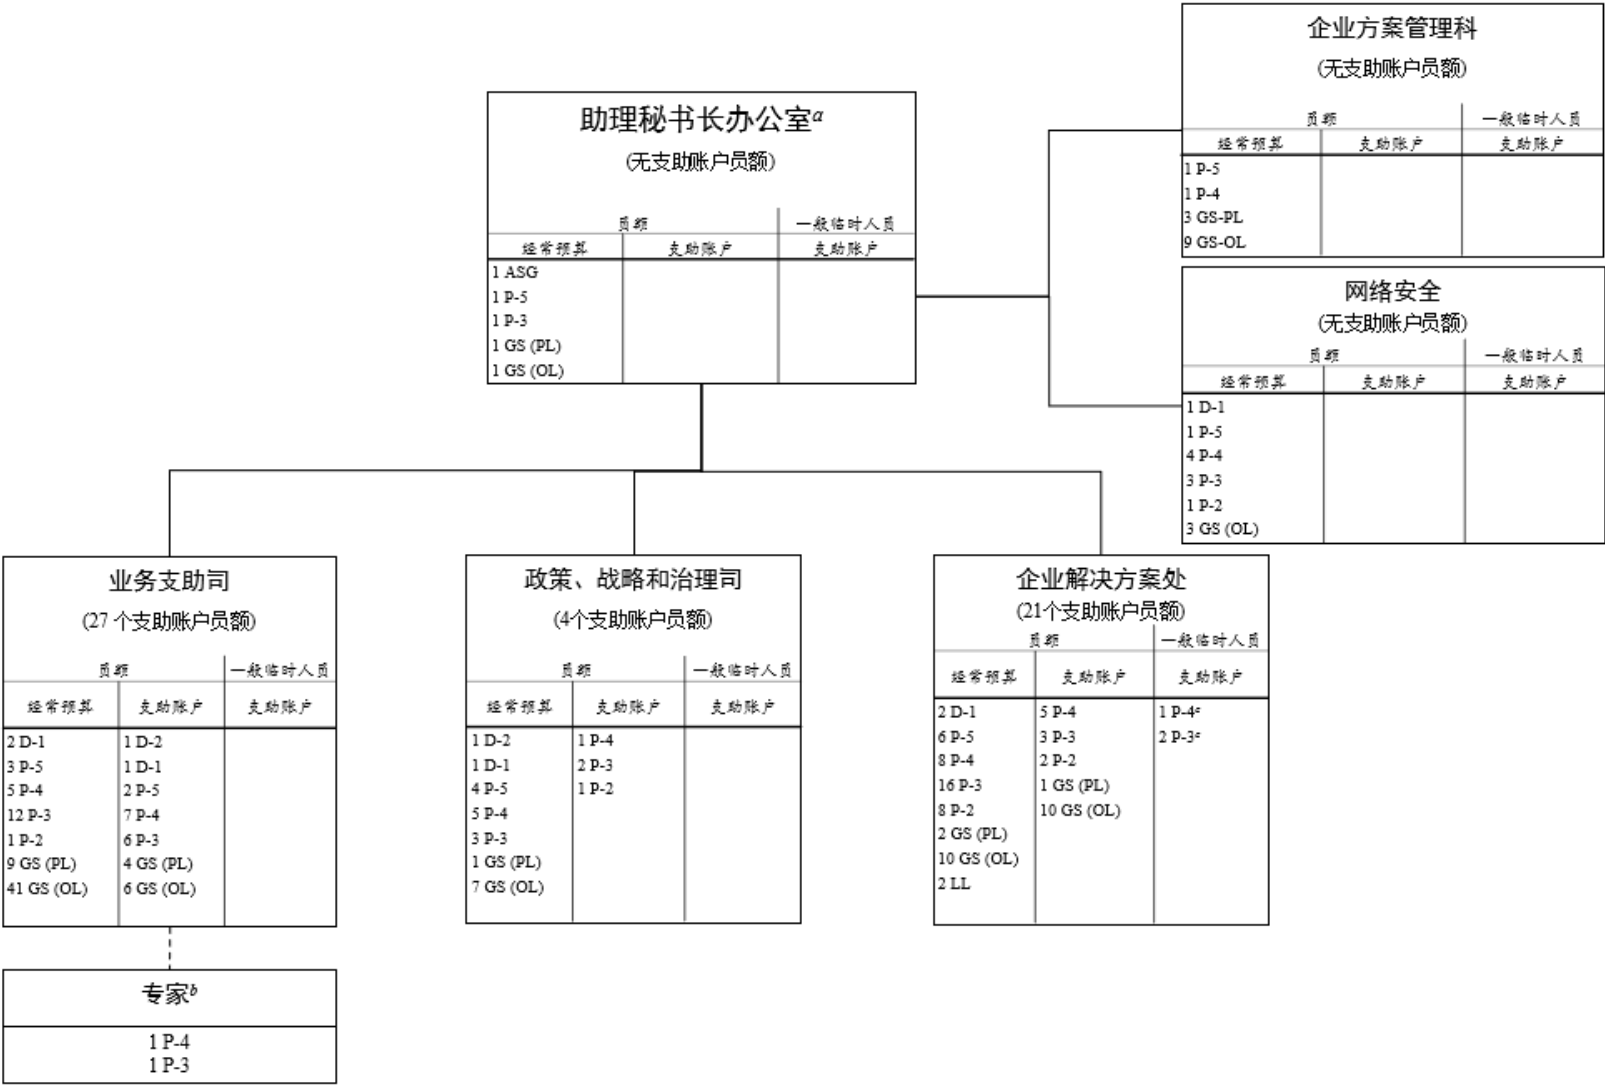 企业方案管理科
(无支助账户员额)
员额 一般临时人员
经常预算 支助账户 支助账户
1 P-5
1 P-4
3 GS-PL
9 GS-OL
助理秘书长办公室a
(无支助账户员额)
员额 一般临时人员
经常预算 支助账户 支助账户
1 ASG
1 P-5
1 P-3
1 GS (PL)
1 GS (OL)
网络安全
(无支助账户员额)
员额 一般临时人员
经常预算 支助账户 支助账户
1 D-1
1 P-5
4 P-4
3 P-3
1 P-2
3 GS (OL)
业务支助司
(27 个支助账户员额)
员额 一般临时人员
经常预算 支助账户 支助账户
2 D-1 1 D-2
3 P-5 1 D-1
5 P-4 2 P-5
12 P-3 7 P-4
1 P-2 6 P-3
9 GS (PL) 4 GS (PL)
41 GS (OL) 6 GS (OL)
专家b
1 P-4
1 P-3
政策、战略和治理司
(4个支助账户员额)
员额 一般临时人员
经常预算 支助账户 支助账户
1 D-2 1 P-4
1 D-1 2 P-3
4 P-5 1 P-2
5 P-4
3 P-3
1 GS (PL)
7 GS (OL)
企业解决方案处
(21个支助账户员额)
员额 一般临时人员
经常预算 支助账户 支助账户
2 D-1 5 P-4 1 P-4c
6 P-5 3 P-3 2 P-3c
8 P-4 2 P-2
16 P-3 1 GS (PL)
8 P-2 10 GS (OL)
2 GS (PL)
10 GS (OL)
2 LL